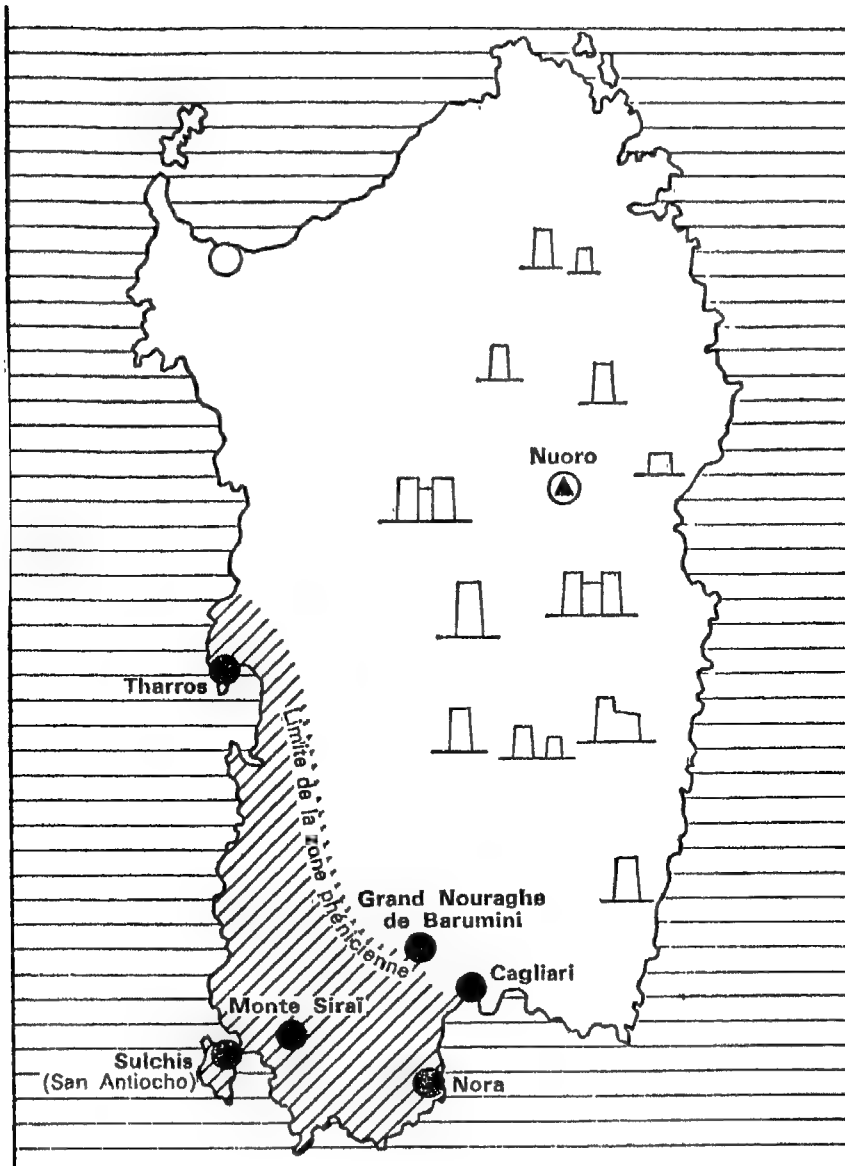 Nuoro
Tharros
Limite de la zone phénicienne
Grand Nouraghe
de Barumini
Cagliari
Monte Siraï
Sulchis
(San Antiocho)
Nora